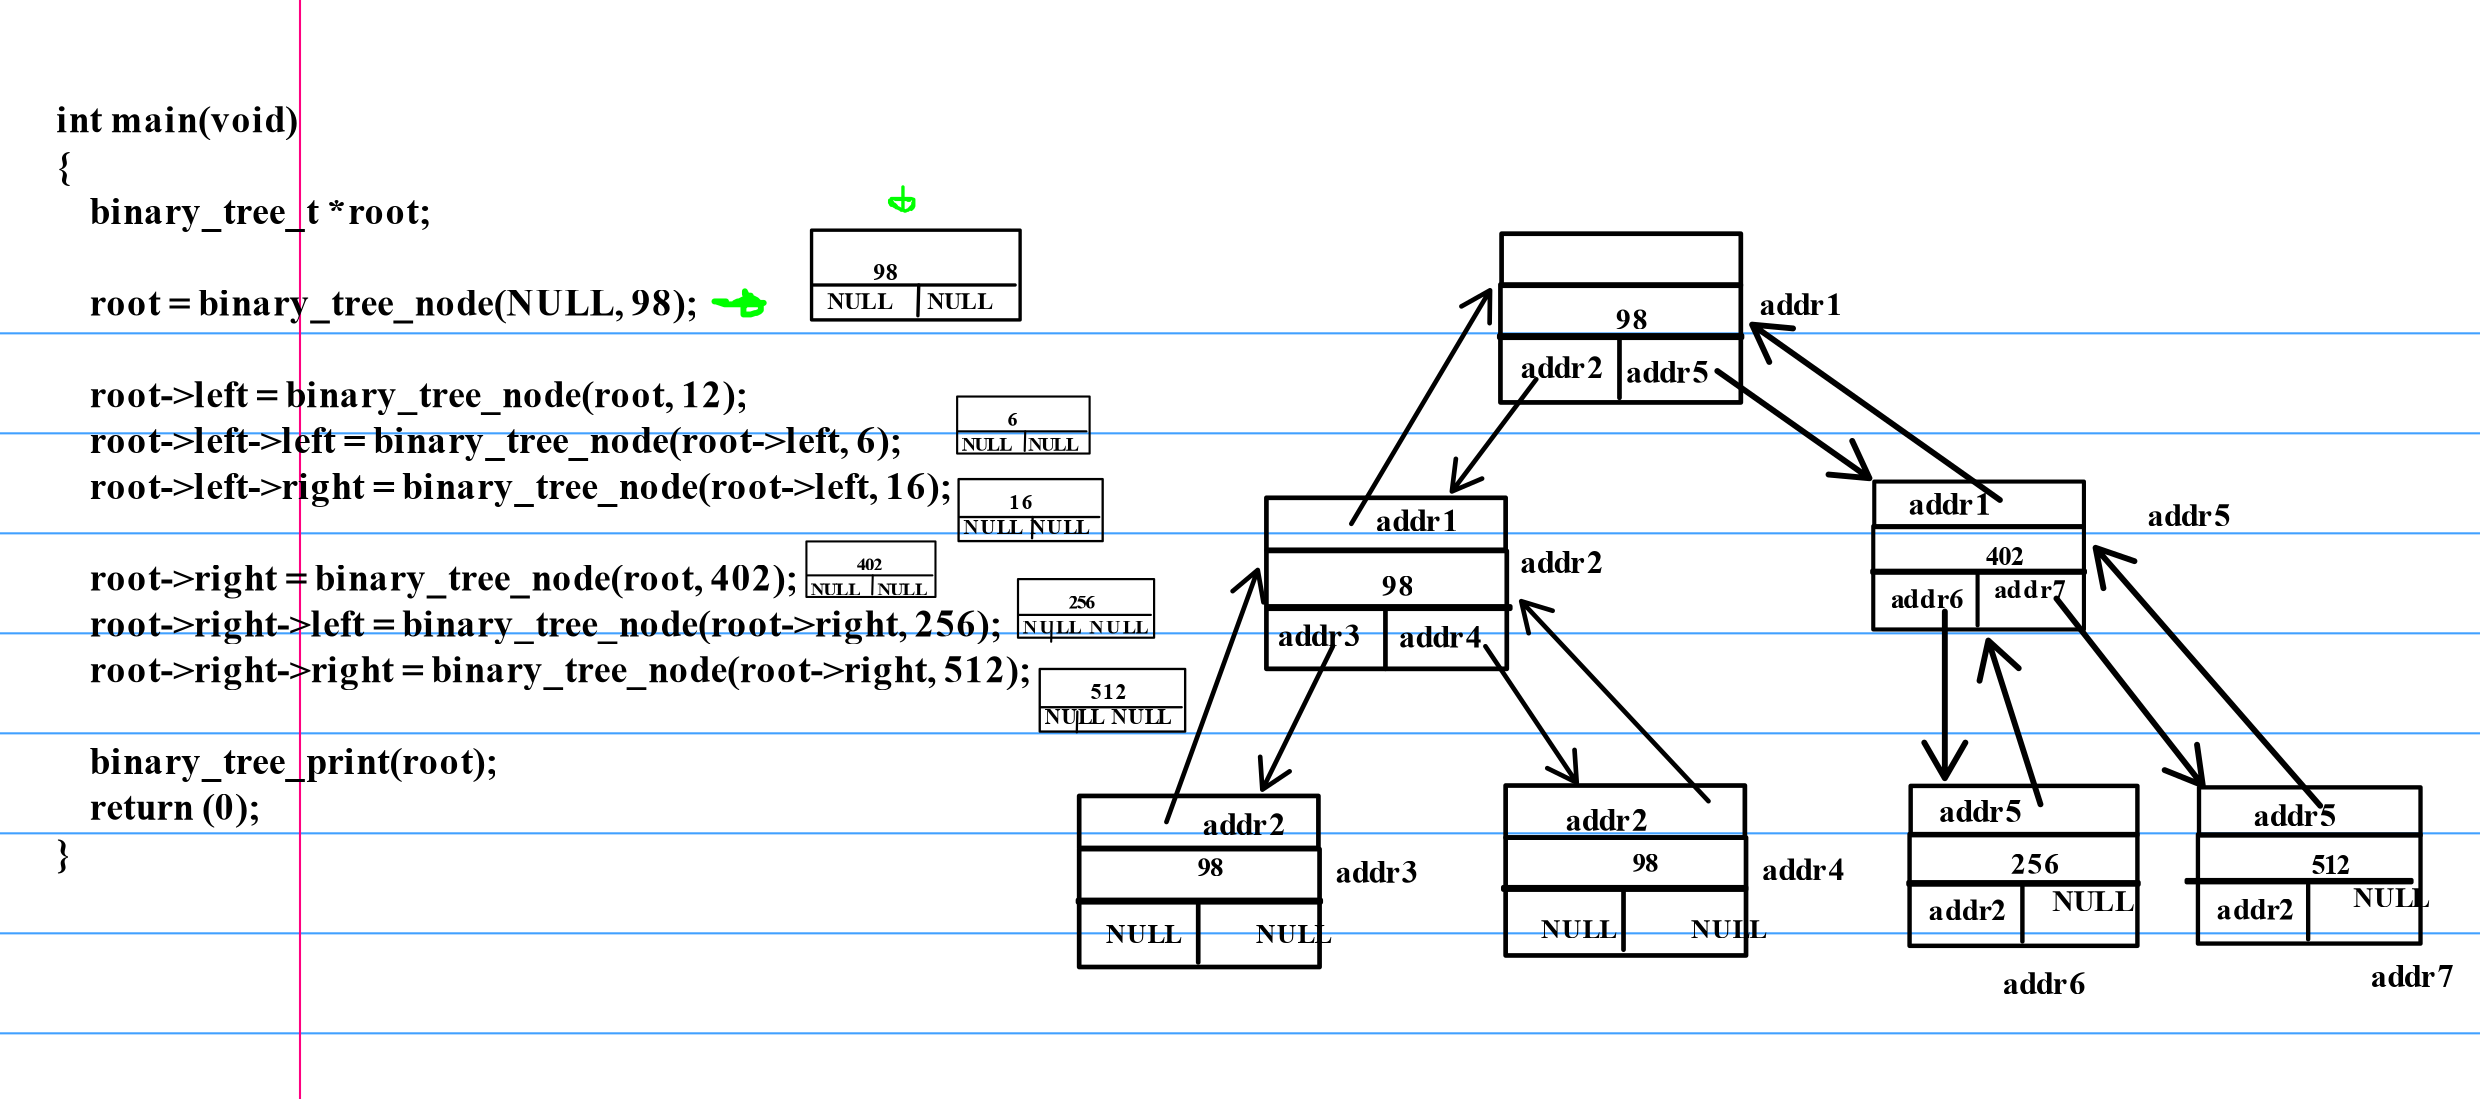 int main(void)
{
binary_tree_t *root;
root = binary_tree_node(NULL, 98);
root->left = binary_tree_node(root, 12);
root->left->left = binary_tree_node(root->left, 6);
root->left->right = binary_tree_node(root->left, 16);
root->right = binary_tree_node(root, 402);
root->right->left = binary_tree_node(root->right, 256);
root->right->right = binary_tree_node(root->right, 512);
binary_tree_print(root);
return (0);
}
98
NULL NULL
6
NULL NULL
16
NULL NULL
402
NULL NULL
256
NULL NULL
512
NULL NULL
98
addr1
addr2 addr5
addr1
98
addr2
addr3 addr4
addr1
addr5
402
addr6 addr7
addr2
98
addr3
NULL NULL
addr2
98
addr4
NULL NULL
addr5
256
addr2 NULL
addr6
addr5
512
addr2 NULL
addr7